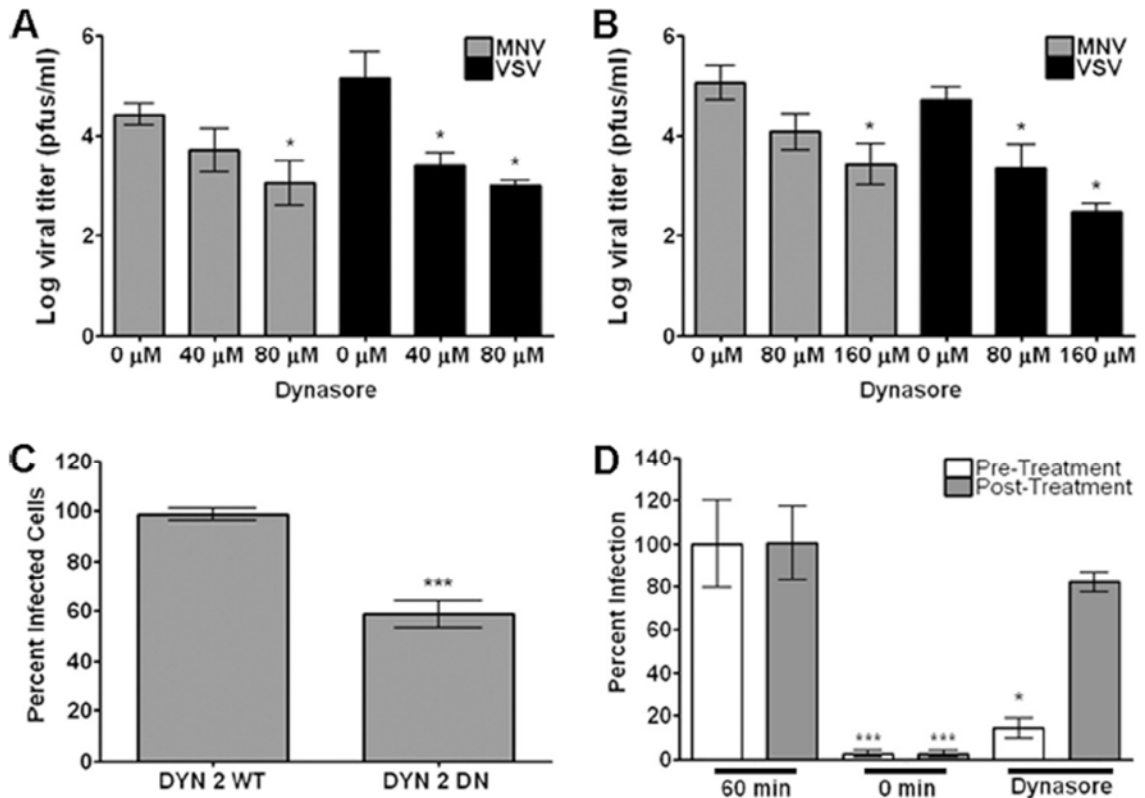 A
Log viral titer (pfus/ml)
6
4
2
0
MNV
VSV
*
*
*
0 μM 40 μM 80 μM 0 μM 40 μM 80 μM
Dynasore
B
Log viral titer (pfus/ml)
6
4
2
0
MNV
VSV
*
*
*
0 μM 80 μM 160 μM 0 μM 80 μM 160 μM
Dynasore
C
Percent Infected Cells
120
100
80
60
40
20
0
***
DYN 2 WT DYN 2 DN
D
Percent Infection
140
120
100
80
60
40
20
0
Pre-Treatment
Post-Treatment
*** *** *
60 min 0 min Dynasore